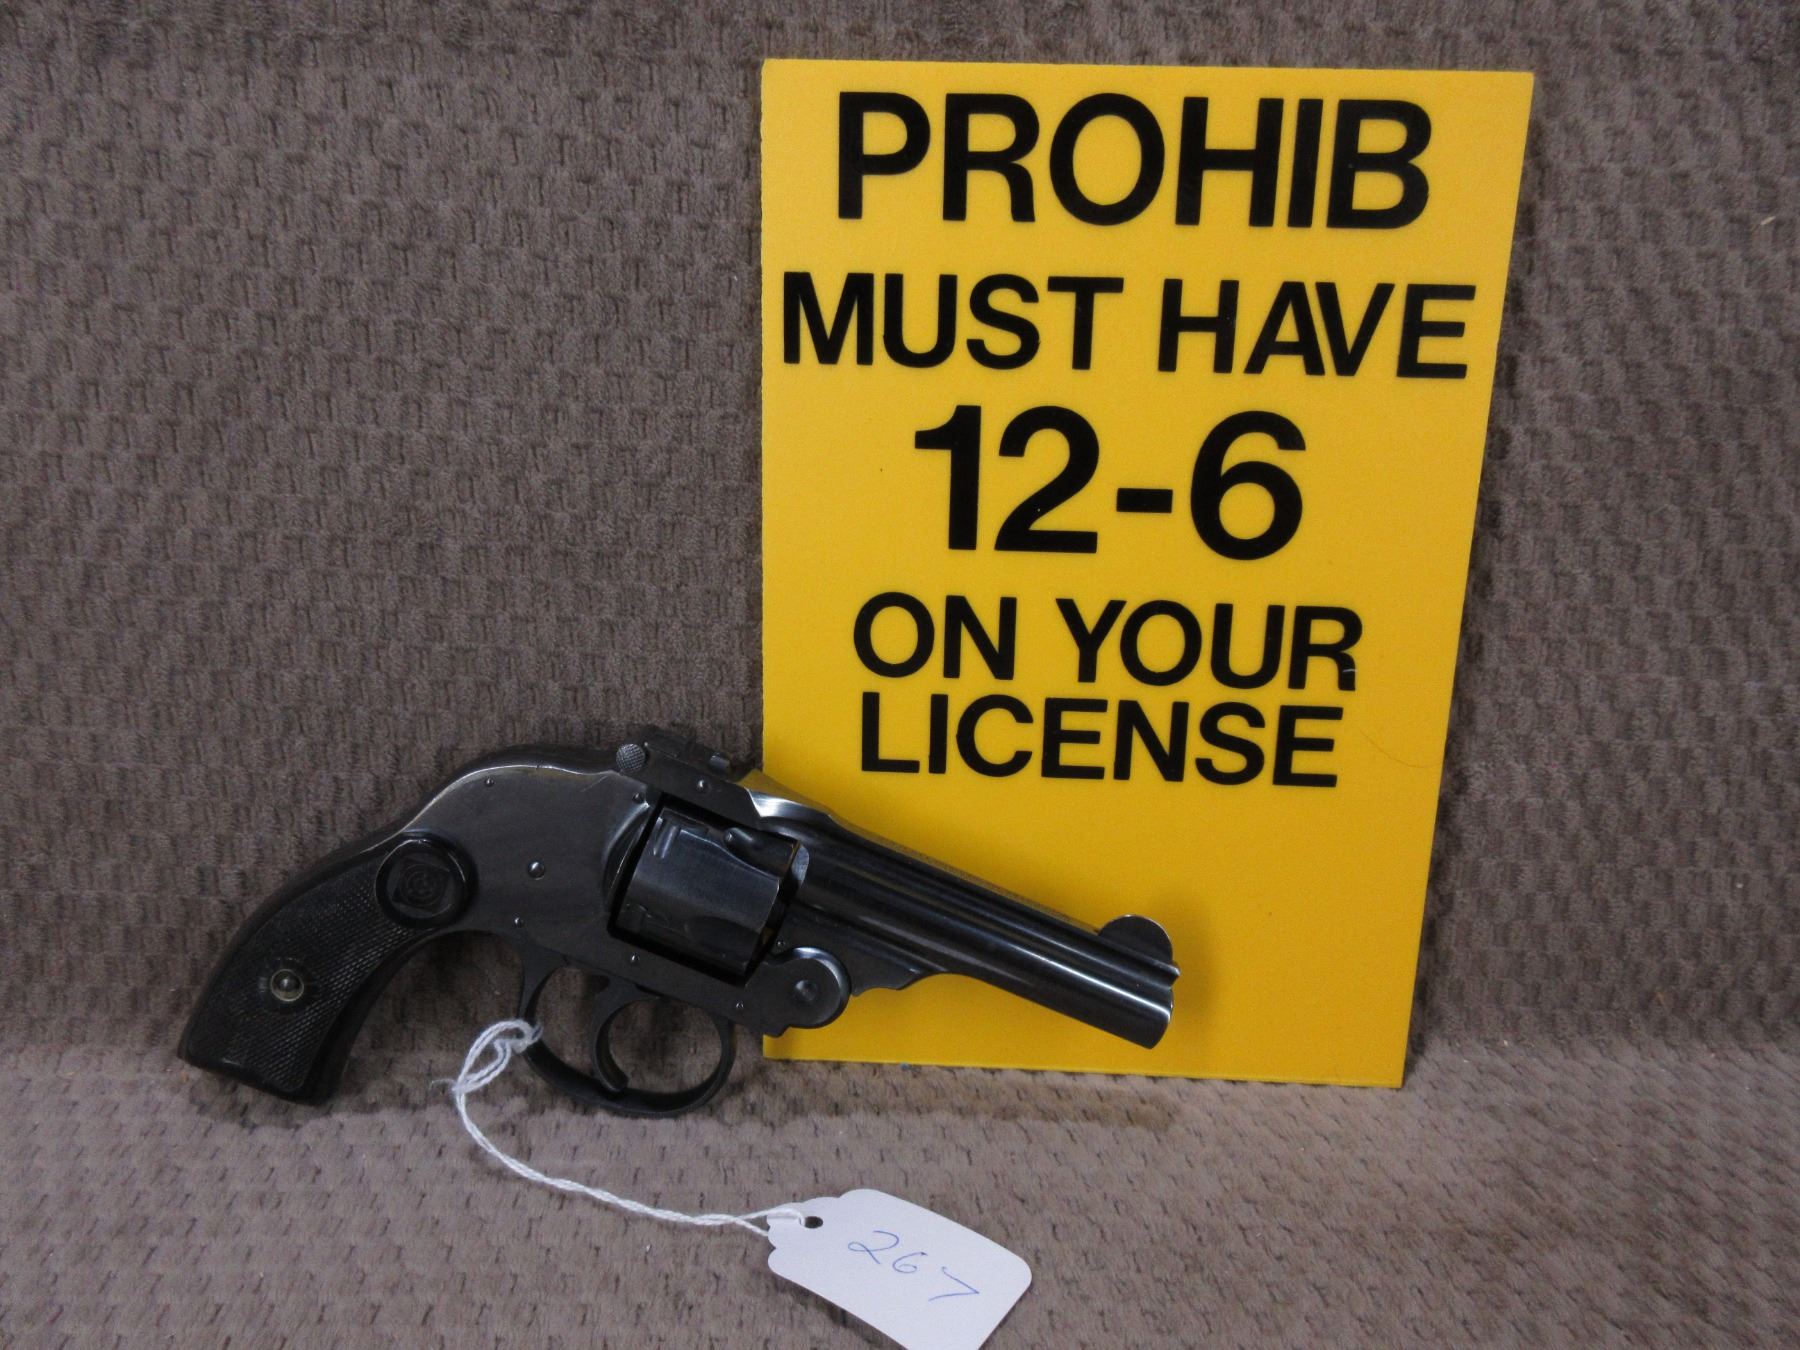 PROHIB
MUST HAVE
12-6
ON YOUR
LICENSE
267